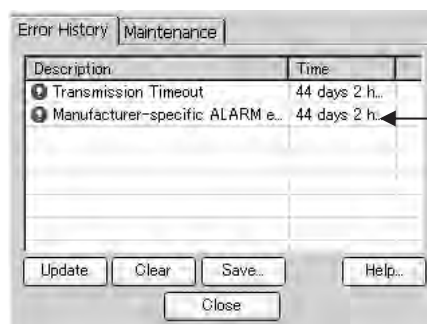 Error History Maintenance
Description Time
Transmission Timeout 44 days 2 h...
Manufacturer-specific ALARM e... 44 days 2 h...
Update Clear Save... Help...
Close